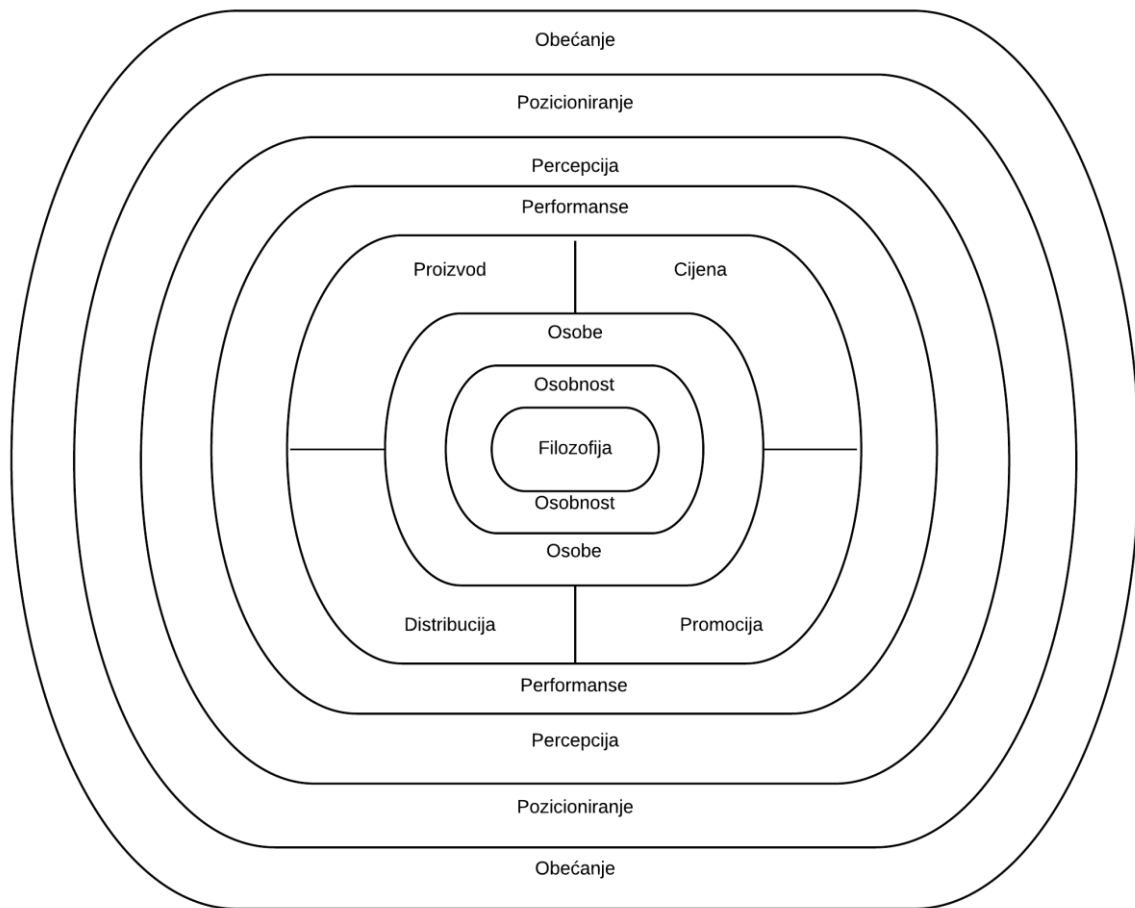 Obećanje
Pozicioniranje
Percepcija
Performanse
Proizvod
Cijena
Osobe
Osobnost
Filozofija
Osobnost
Osobe
Distribucija
Promocija
Performanse
Percepcija
Pozicioniranje
Obećanje